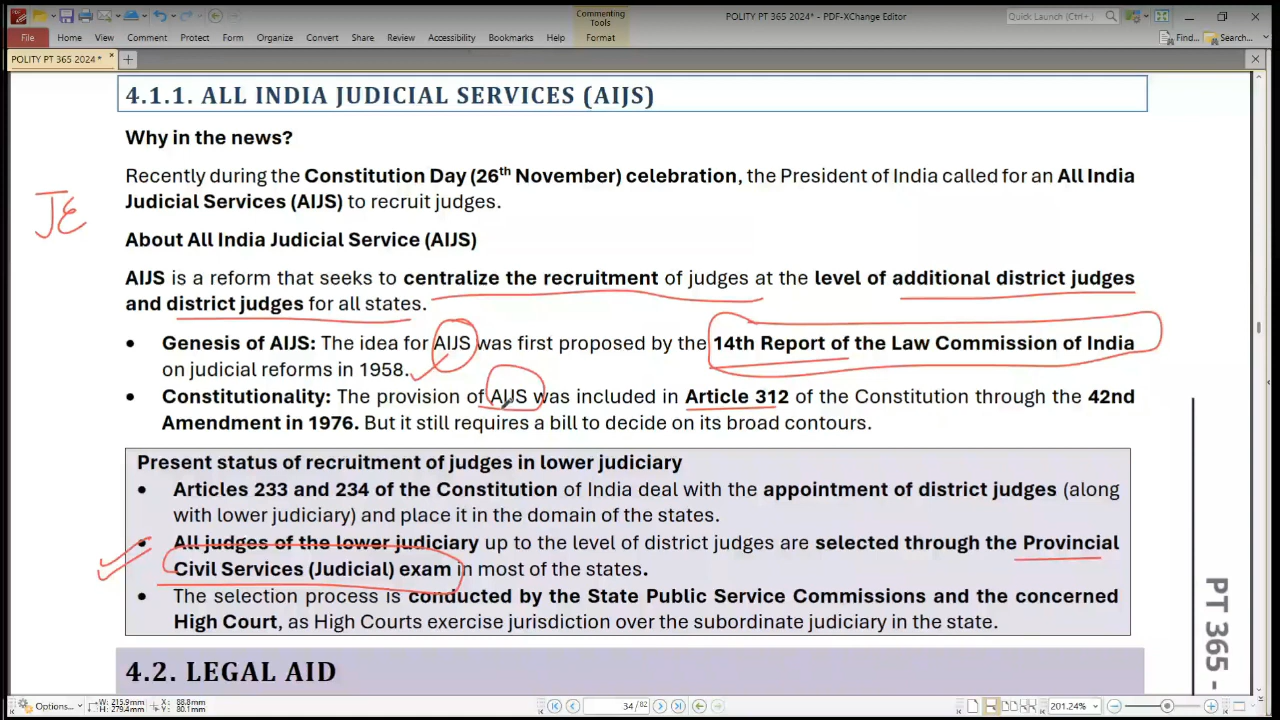 Commenting
Tools
POLITY PT 365 2024* - PDF-XChange Editor
Quick Launch (Ctrl+.)
File Home View Comment Protect Form Organize Convert Share Review Accessibility Bookmarks Help Format
Find... Search...
POLITY PT 365 2024 *
4.1.1. ALL INDIA JUDICIAL SERVICES (AIJS)
Why in the news?
Recently during the Constitution Day (26th November) celebration, the President of India called for an All India
Judicial Services (AIJS) to recruit judges.
About All India Judicial Service (AIJS)
AIJS is a reform that seeks to centralize the recruitment of judges at the level of additional district judges
and district judges for all states.
• Genesis of AIJS: The idea for AIJS was first proposed by the 14th Report of the Law Commission of India
on judicial reforms in 1958.
• Constitutionality: The provision of AIJS was included in Article 312 of the Constitution through the 42nd
Amendment in 1976. But it still requires a bill to decide on its broad contours.
Present status of recruitment of judges in lower judiciary
• Articles 233 and 234 of the Constitution of India deal with the appointment of district judges (along
with lower judiciary) and place it in the domain of the states.
• All judges of the lower judiciary up to the level of district judges are selected through the Provincial
Civil Services (Judicial) exam in most of the states.
• The selection process is conducted by the State Public Service Commissions and the concerned
High Court, as High Courts exercise jurisdiction over the subordinate judiciary in the state.
4.2. LEGAL AID
PT 365 -
Options...
W: 215.9mm
H: 279.4mm
X: 88.8mm
Y: 80.1mm
34 / 82
201.24%